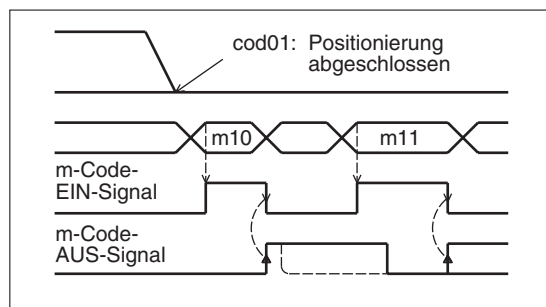 cod01: Positionierung
abgeschlossen
m10
m11
m-Code-
EIN-Signal
m-Code-
AUS-Signal